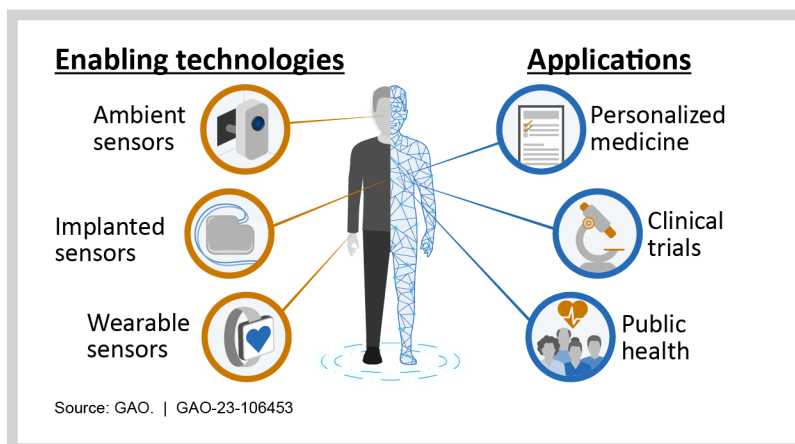 Enabling technologies
Ambient
sensors
Implanted
sensors
Wearable
sensors
Applications
Personalized
medicine
Clinical
trials
Public
health
Source: GAO. | GAO-23-106453